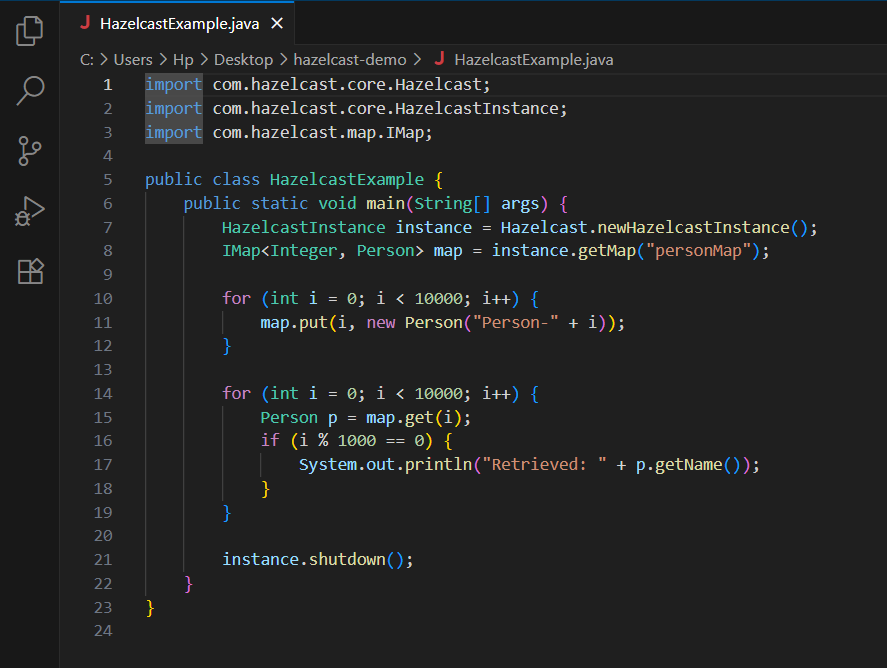 J HazelcastExample.java ×
C: > Users > Hp > Desktop > hazelcast-demo > J HazelcastExample.java
1 import com.hazelcast.core.Hazelcast;
2 import com.hazelcast.core.HazelcastInstance;
3 import com.hazelcast.map.IMap;
4
5 public class HazelcastExample {
6     public static void main(String[] args) {
7         HazelcastInstance instance = Hazelcast.newHazelcastInstance();
8         IMap<Integer, Person> map = instance.getMap("personMap");
9
10         for (int i = 0; i < 10000; i++) {
11             map.put(i, new Person("Person-" + i));
12         }
13
14         for (int i = 0; i < 10000; i++) {
15             Person p = map.get(i);
16             if (i % 1000 == 0) {
17                 System.out.println("Retrieved: " + p.getName());
18             }
19         }
20
21         instance.shutdown();
22     }
23 }
24